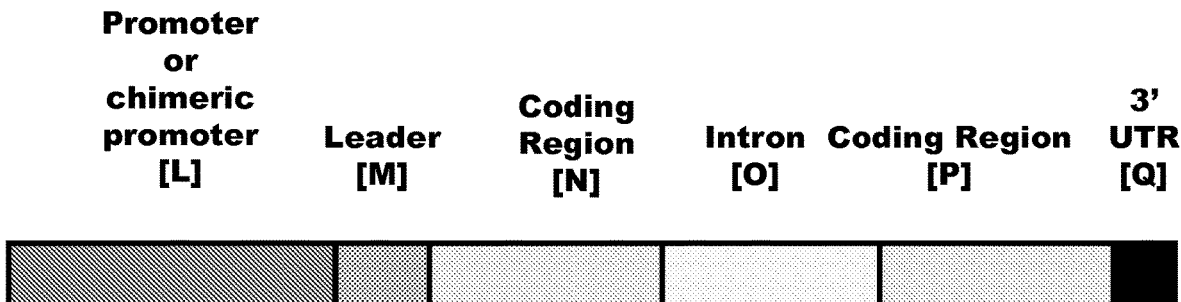 Promoter
or
chimeric
promoter
[L]
Leader
[M]
Coding
Region
[N]
Intron
[O]
Coding Region
[P]
3’
UTR
[Q]